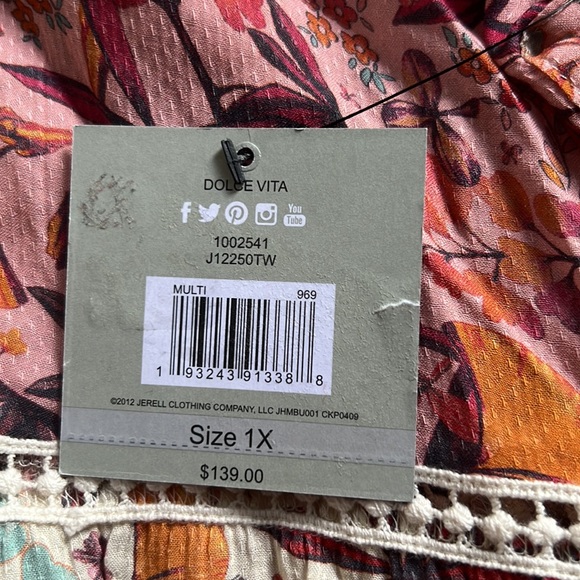 DOLCE VITA
You
Tube
1002541
J12250TW
MULTI 969
1 93243 91338 8
©2012 JERELL CLOTHING COMPANY, LLC JHMBU001 CKP0409
Size 1X
$139.00